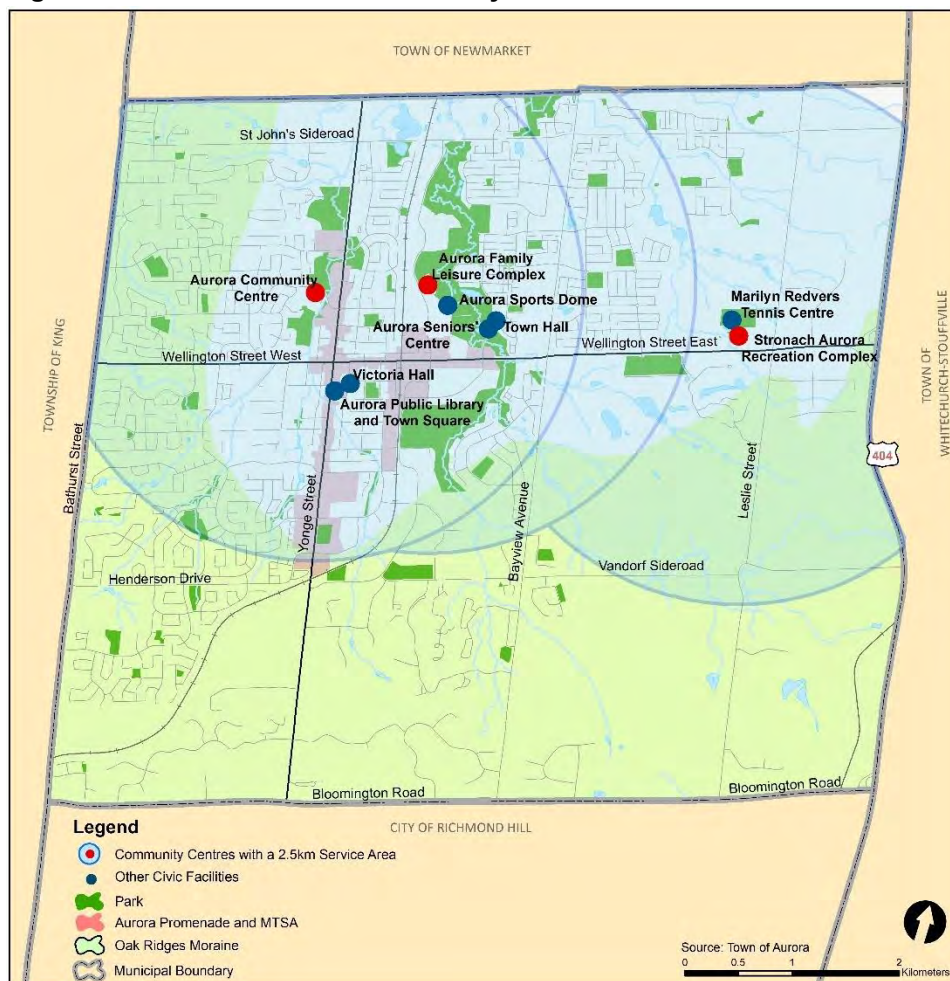 TOWN OF NEWMARKET
St John's Sideroad
Aurora Community
Centre
Aurora Family
Leisure Complex
Aurora Sports Dome
Aurora Seniors'
Centre
Town Hall
Marilyn Redvers
Tennis Centre
Stronach Aurora
Recreation Complex
Wellington Street West
Wellington Street East
Victoria Hall
Aurora Public Library
and Town Square
TOWNSHIP OF KING
Bathurst Street
Yonge Street
Bayview Avenue
Leslie Street
404
TOWN OF
WHITCHURCH-STOUFFVILLE
Henderson Drive
Vandorf Sideroad
Bloomington Road
Bloomington Road
CITY OF RICHMOND HILL
Legend
Community Centres with a 2.5km Service Area
Other Civic Facilities
Park
Aurora Promenade and MTSA
Oak Ridges Moraine
Municipal Boundary
Source: Town of Aurora
0 0.5 1 2
Kilometers